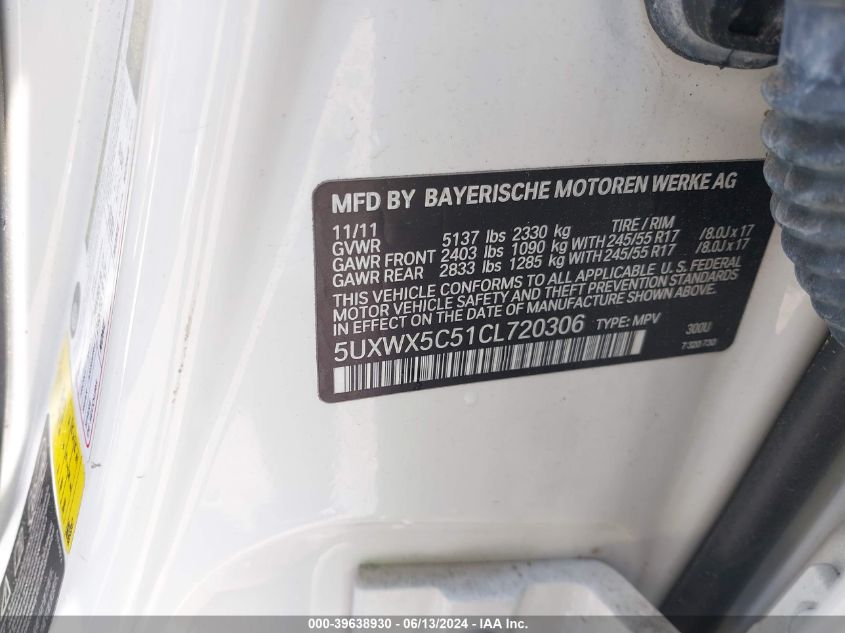 MFD BY BAYERISCHE MOTOREN WERKE AG
11/11
GVWR 5137 lbs 2330 kg TIRE / RIM
GAWR FRONT 2403 lbs 1090 kg WITH 245/55 R17 /8.0J x 17
GAWR REAR 2833 lbs 1285 kg WITH 245/55 R17 /8.0J x 17
THIS VEHICLE CONFORMS TO ALL APPLICABLE U.S. FEDERAL
MOTOR VEHICLE SAFETY AND THEFT PREVENTION STANDARDS
IN EFFECT ON THE DATE OF MANUFACTURE SHOWN ABOVE.
5UXWX5C51CL720306 TYPE: MPV 300U
7 320 730
000-39638930 - 06/13/2024 - IAA Inc.